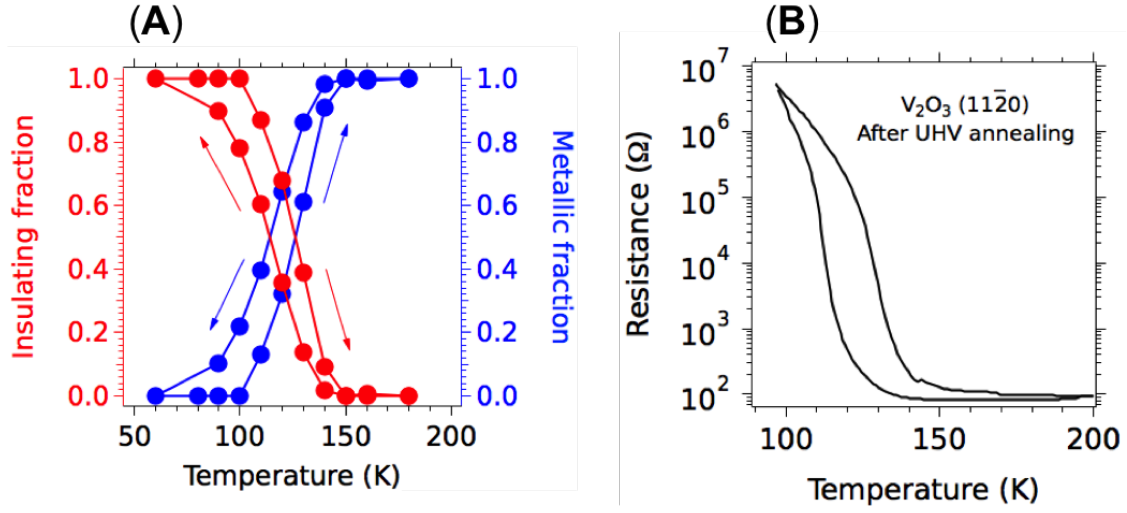 (A)
(B)
1.0
0.8
0.6
0.4
0.2
0.0
Insulating fraction
1.0
0.8
0.6
0.4
0.2
0.0
Metallic fraction
50
100
150
200
Temperature (K)
10⁷
10⁶
10⁵
10⁴
10³
10²
Resistance (Ω)
V₂O₃ (112̅0)
After UHV annealing
100
150
200
Temperature (K)